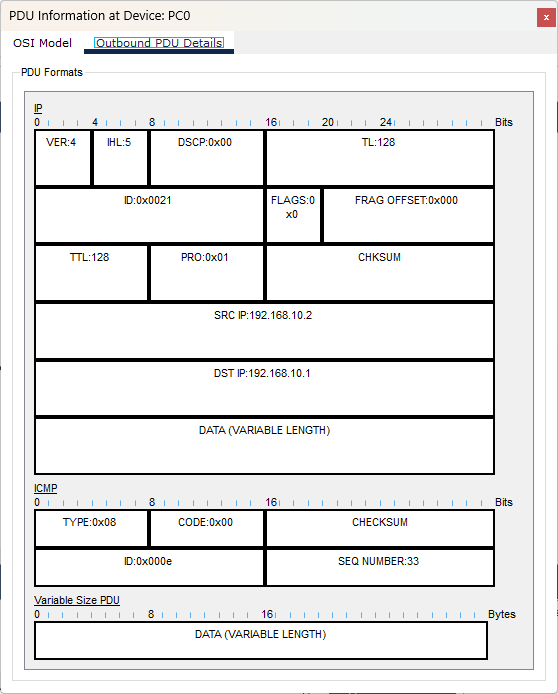 PDU Information at Device: PC0
x
OSI Model Outbound PDU Details
PDU Formats
IP
0 4 8 16 20 24 Bits
VER:4 IHL:5 DSCP:0x00 TL:128
ID:0x0021 FLAGS:0 FRAG OFFSET:0x000
x0
TTL:128 PRO:0x01 CHKSUM
SRC IP:192.168.10.2
DST IP:192.168.10.1
DATA (VARIABLE LENGTH)
ICMP
0 8 16 Bits
TYPE:0x08 CODE:0x00 CHECKSUM
ID:0x000e SEQ NUMBER:33
Variable Size PDU
0 8 16 Bytes
DATA (VARIABLE LENGTH)